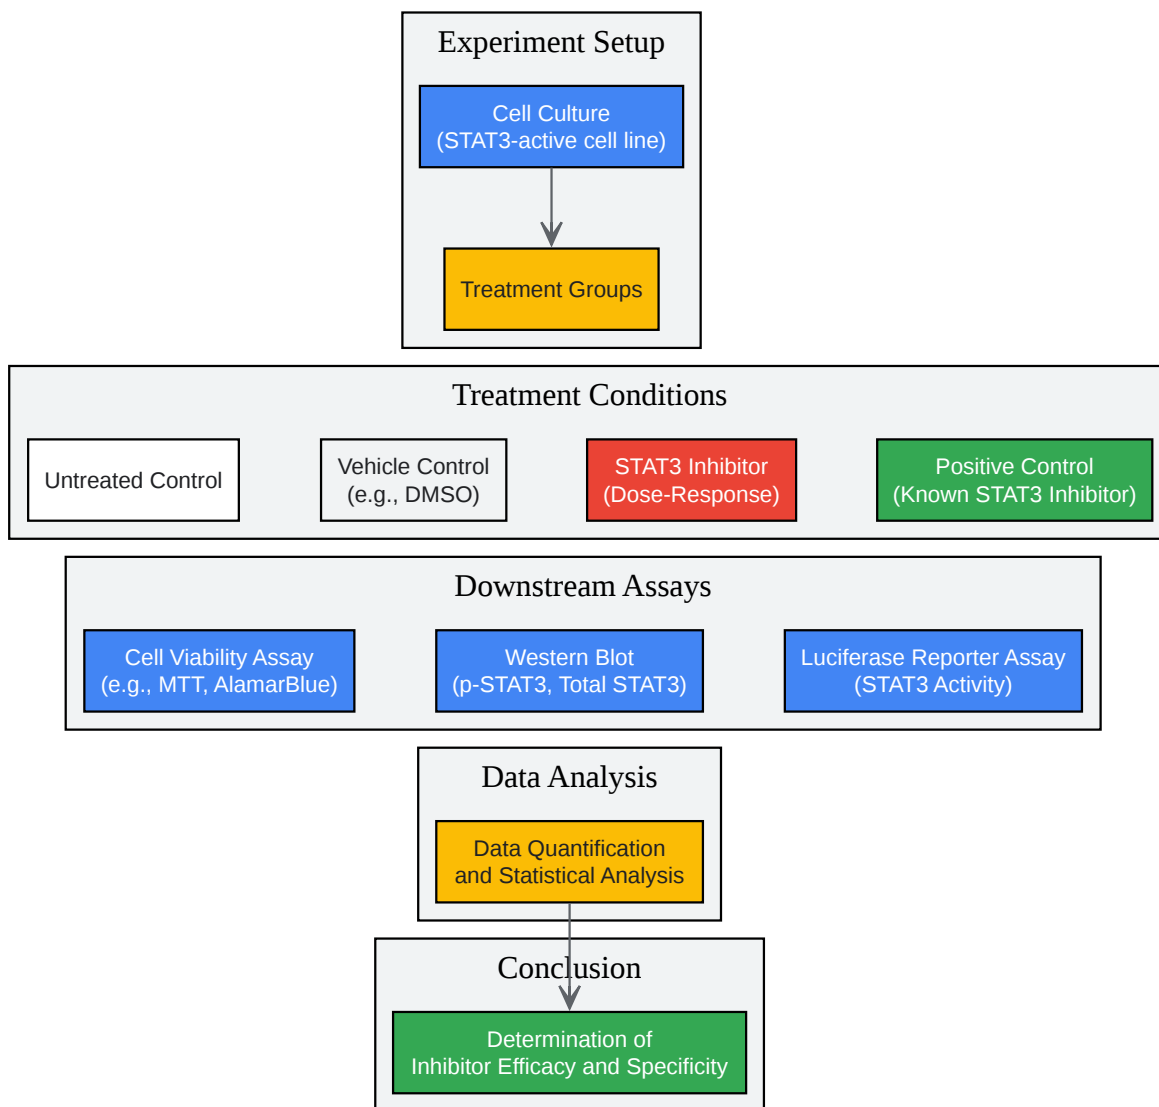 Experiment Setup
Cell Culture
(STAT3-active cell line)
Treatment Groups
Treatment Conditions
Untreated Control
Vehicle Control
(e.g., DMSO)
STAT3 Inhibitor
(Dose-Response)
Positive Control
(Known STAT3 Inhibitor)
Downstream Assays
Cell Viability Assay
(e.g., MTT, AlamarBlue)
Western Blot
(p-STAT3, Total STAT3)
Luciferase Reporter Assay
(STAT3 Activity)
Data Analysis
Data Quantification
and Statistical Analysis
Conclusion
Determination of
Inhibitor Efficacy and Specificity